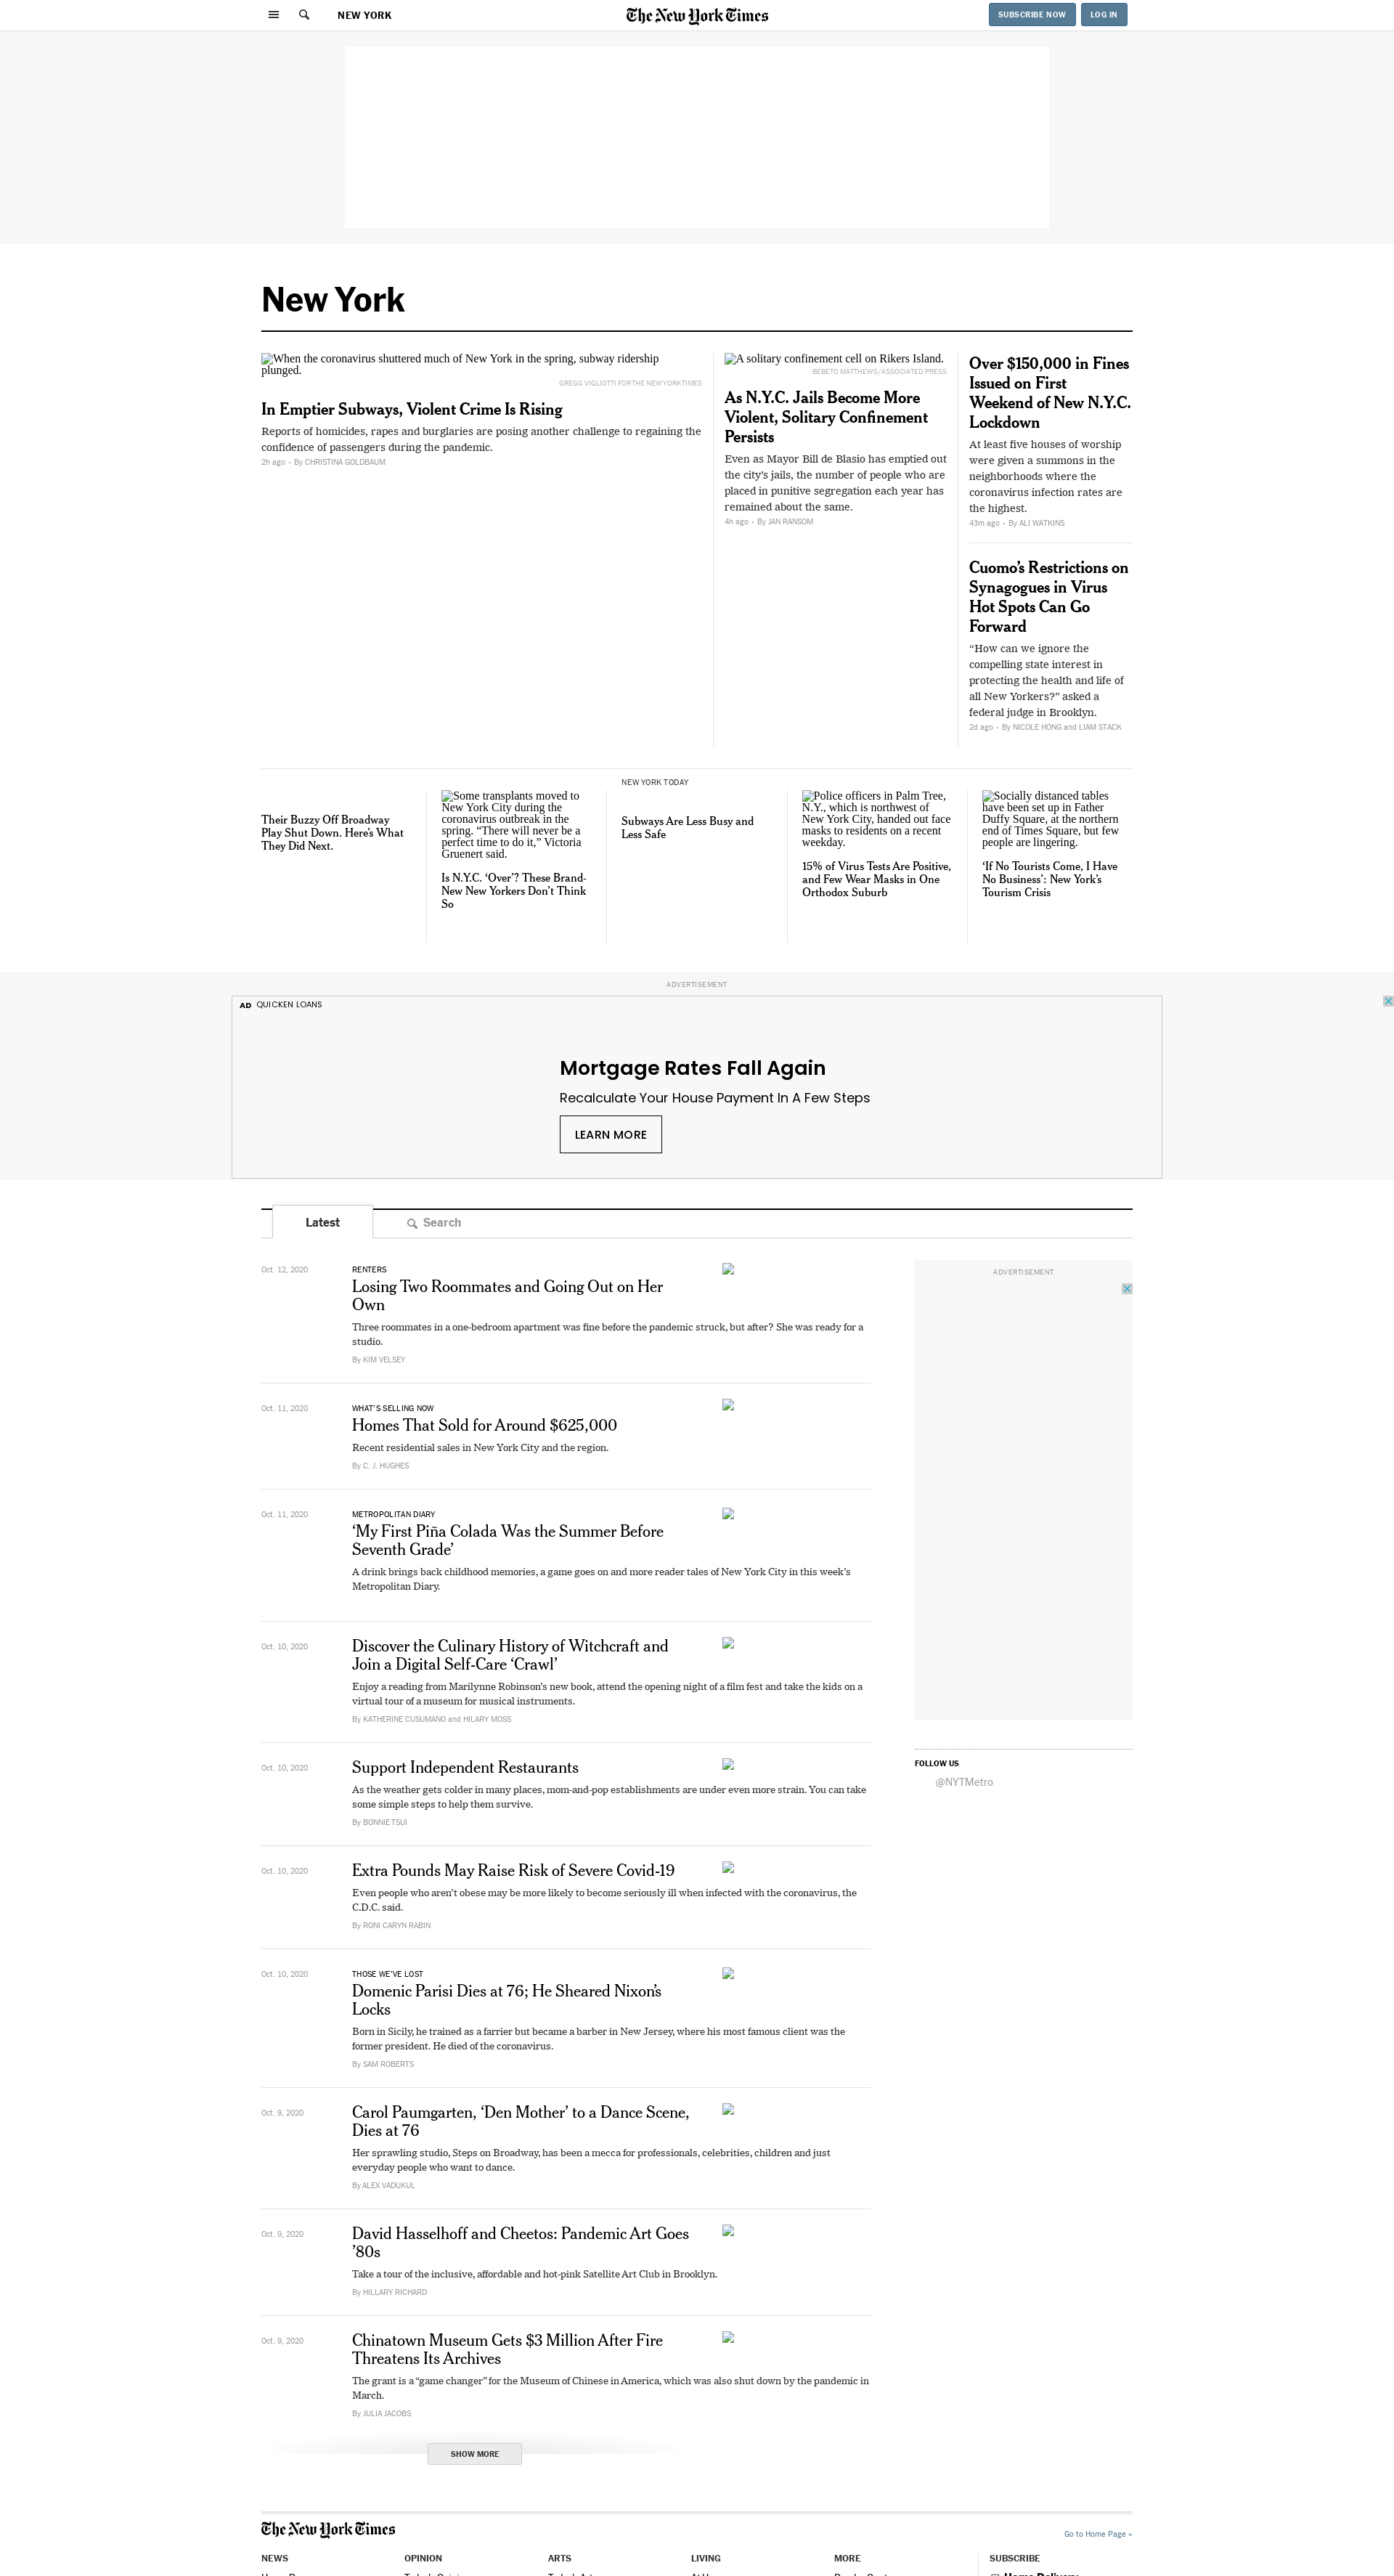 NEW YORK
The New York Times
SUBSCRIBE NOW
LOG IN
New York
When the coronavirus shuttered much of New York in the spring, subway ridership
plunged.
GREGG VIGLIOTTI FOR THE NEW YORK TIMES
In Emptier Subways, Violent Crime Is Rising
Reports of homicides, rapes and burglaries are posing another challenge to regaining the
confidence of passengers during the pandemic.
2h ago • By CHRISTINA GOLDBAUM
A solitary confinement cell on Rikers Island.
BEBETO MATTHEWS/ASSOCIATED PRESS
As N.Y.C. Jails Become More
Violent, Solitary Confinement
Persists
Even as Mayor Bill de Blasio has emptied out
the city’s jails, the number of people who are
placed in punitive segregation each year has
remained about the same.
4h ago • By JAN RANSOM
Over $150,000 in Fines
Issued on First
Weekend of New N.Y.C.
Lockdown
At least five houses of worship
were given a summons in the
neighborhoods where the
coronavirus infection rates are
the highest.
43m ago • By ALI WATKINS
Cuomo’s Restrictions on
Synagogues in Virus
Hot Spots Can Go
Forward
“How can we ignore the
compelling state interest in
protecting the health and life of
all New Yorkers?” asked a
federal judge in Brooklyn.
2d ago • By NICOLE HONG and LIAM STACK
Their Buzzy Off Broadway
Play Shut Down. Here’s What
They Did Next.
Some transplants moved to
New York City during the
coronavirus outbreak in the
spring. “There will never be a
perfect time to do it,” Victoria
Gruenert said.
Is N.Y.C. ‘Over’? These Brand-
New New Yorkers Don’t Think
So
NEW YORK TODAY
Subways Are Less Busy and
Less Safe
Police officers in Palm Tree,
N.Y., which is northwest of
New York City, handed out face
masks to residents on a recent
weekday.
15% of Virus Tests Are Positive,
and Few Wear Masks in One
Orthodox Suburb
Socially distanced tables
have been set up in Father
Duffy Square, at the northern
end of Times Square, but few
people are lingering.
‘If No Tourists Come, I Have
No Business’: New York’s
Tourism Crisis
ADVERTISEMENT
AD QUICKEN LOANS
Mortgage Rates Fall Again
Recalculate Your House Payment In A Few Steps
LEARN MORE
Latest
Search
Oct. 12, 2020
RENTERS
Losing Two Roommates and Going Out on Her
Own
Three roommates in a one-bedroom apartment was fine before the pandemic struck, but after? She was ready for a
studio.
By KIM VELSEY
ADVERTISEMENT
Oct. 11, 2020
WHAT’S SELLING NOW
Homes That Sold for Around $625,000
Recent residential sales in New York City and the region.
By C. J. HUGHES
Oct. 11, 2020
METROPOLITAN DIARY
‘My First Piña Colada Was the Summer Before
Seventh Grade’
A drink brings back childhood memories, a game goes on and more reader tales of New York City in this week’s
Metropolitan Diary.
Oct. 10, 2020
Discover the Culinary History of Witchcraft and
Join a Digital Self-Care ‘Crawl’
Enjoy a reading from Marilynne Robinson’s new book, attend the opening night of a film fest and take the kids on a
virtual tour of a museum for musical instruments.
By KATHERINE CUSUMANO and HILARY MOSS
Oct. 10, 2020
Support Independent Restaurants
As the weather gets colder in many places, mom-and-pop establishments are under even more strain. You can take
some simple steps to help them survive.
By BONNIE TSUI
FOLLOW US
@NYTMetro
Oct. 10, 2020
Extra Pounds May Raise Risk of Severe Covid-19
Even people who aren’t obese may be more likely to become seriously ill when infected with the coronavirus, the
C.D.C. said.
By RONI CARYN RABIN
Oct. 10, 2020
THOSE WE’VE LOST
Domenic Parisi Dies at 76; He Sheared Nixon’s
Locks
Born in Sicily, he trained as a farrier but became a barber in New Jersey, where his most famous client was the
former president. He died of the coronavirus.
By SAM ROBERTS
Oct. 9, 2020
Carol Paumgarten, ‘Den Mother’ to a Dance Scene,
Dies at 76
Her sprawling studio, Steps on Broadway, has been a mecca for professionals, celebrities, children and just
everyday people who want to dance.
By ALEX VADUKUL
Oct. 9, 2020
David Hasselhoff and Cheetos: Pandemic Art Goes
’80s
Take a tour of the inclusive, affordable and hot-pink Satellite Art Club in Brooklyn.
By HILLARY RICHARD
Oct. 9, 2020
Chinatown Museum Gets $3 Million After Fire
Threatens Its Archives
The grant is a “game changer” for the Museum of Chinese in America, which was also shut down by the pandemic in
March.
By JULIA JACOBS
SHOW MORE
The New York Times
Go to Home Page »
NEWS
OPINION
ARTS
LIVING
MORE
SUBSCRIBE